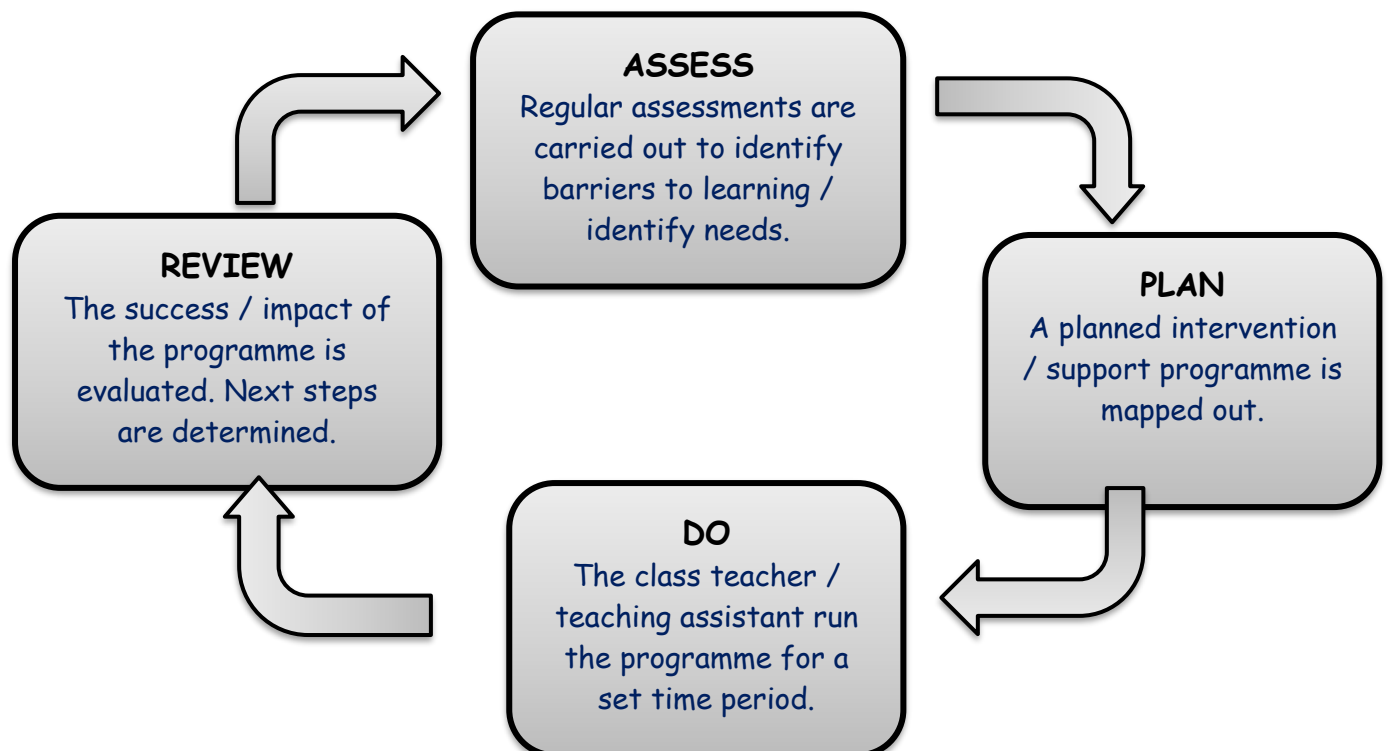 ASSESS
Regular assessments are
carried out to identify
barriers to learning /
identify needs.
PLAN
A planned intervention
/ support programme is
mapped out.
DO
The class teacher /
teaching assistant run
the programme for a
set time period.
REVIEW
The success / impact of
the programme is
evaluated. Next steps
are determined.